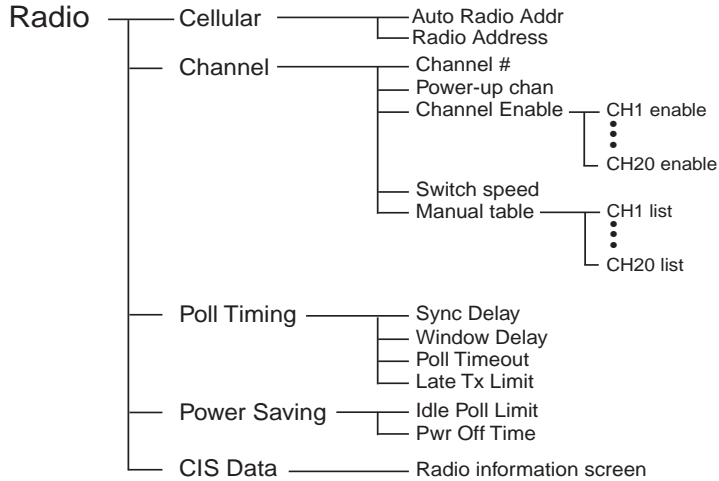 Radio
Cellular
Auto Radio Addr
Radio Address
Channel
Channel #
Power-up chan
Channel Enable
CH1 enable
CH20 enable
Switch speed
Manual table
CH1 list
CH20 list
Poll Timing
Sync Delay
Window Delay
Poll Timeout
Late Tx Limit
Power Saving
Idle Poll Limit
Pwr Off Time
CIS Data
Radio information screen